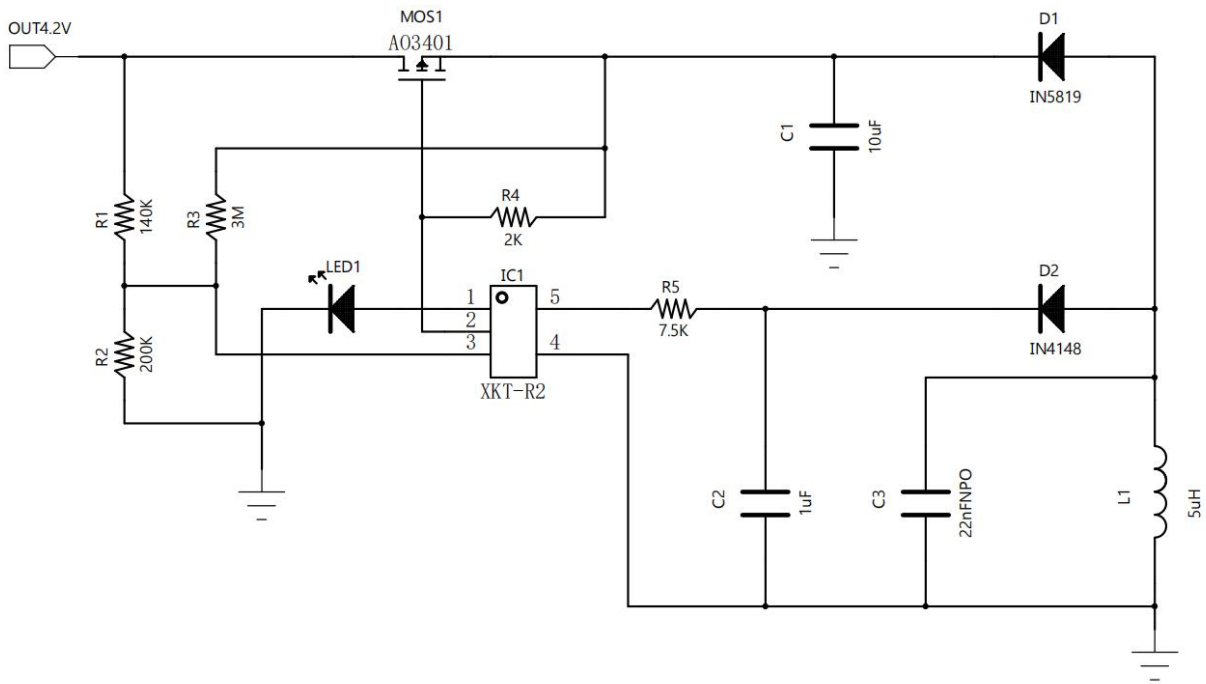 OUT4.2V
MOS1
AO3401
D1
IN5819
C1
10uF
R1
140K
R3
3M
R4
2K
LED1
IC1
1
2
3
5
4
XKT-R2
R5
7.5K
D2
IN4148
R2
200K
C2
1uF
C3
22nFNPO
L1
5uH